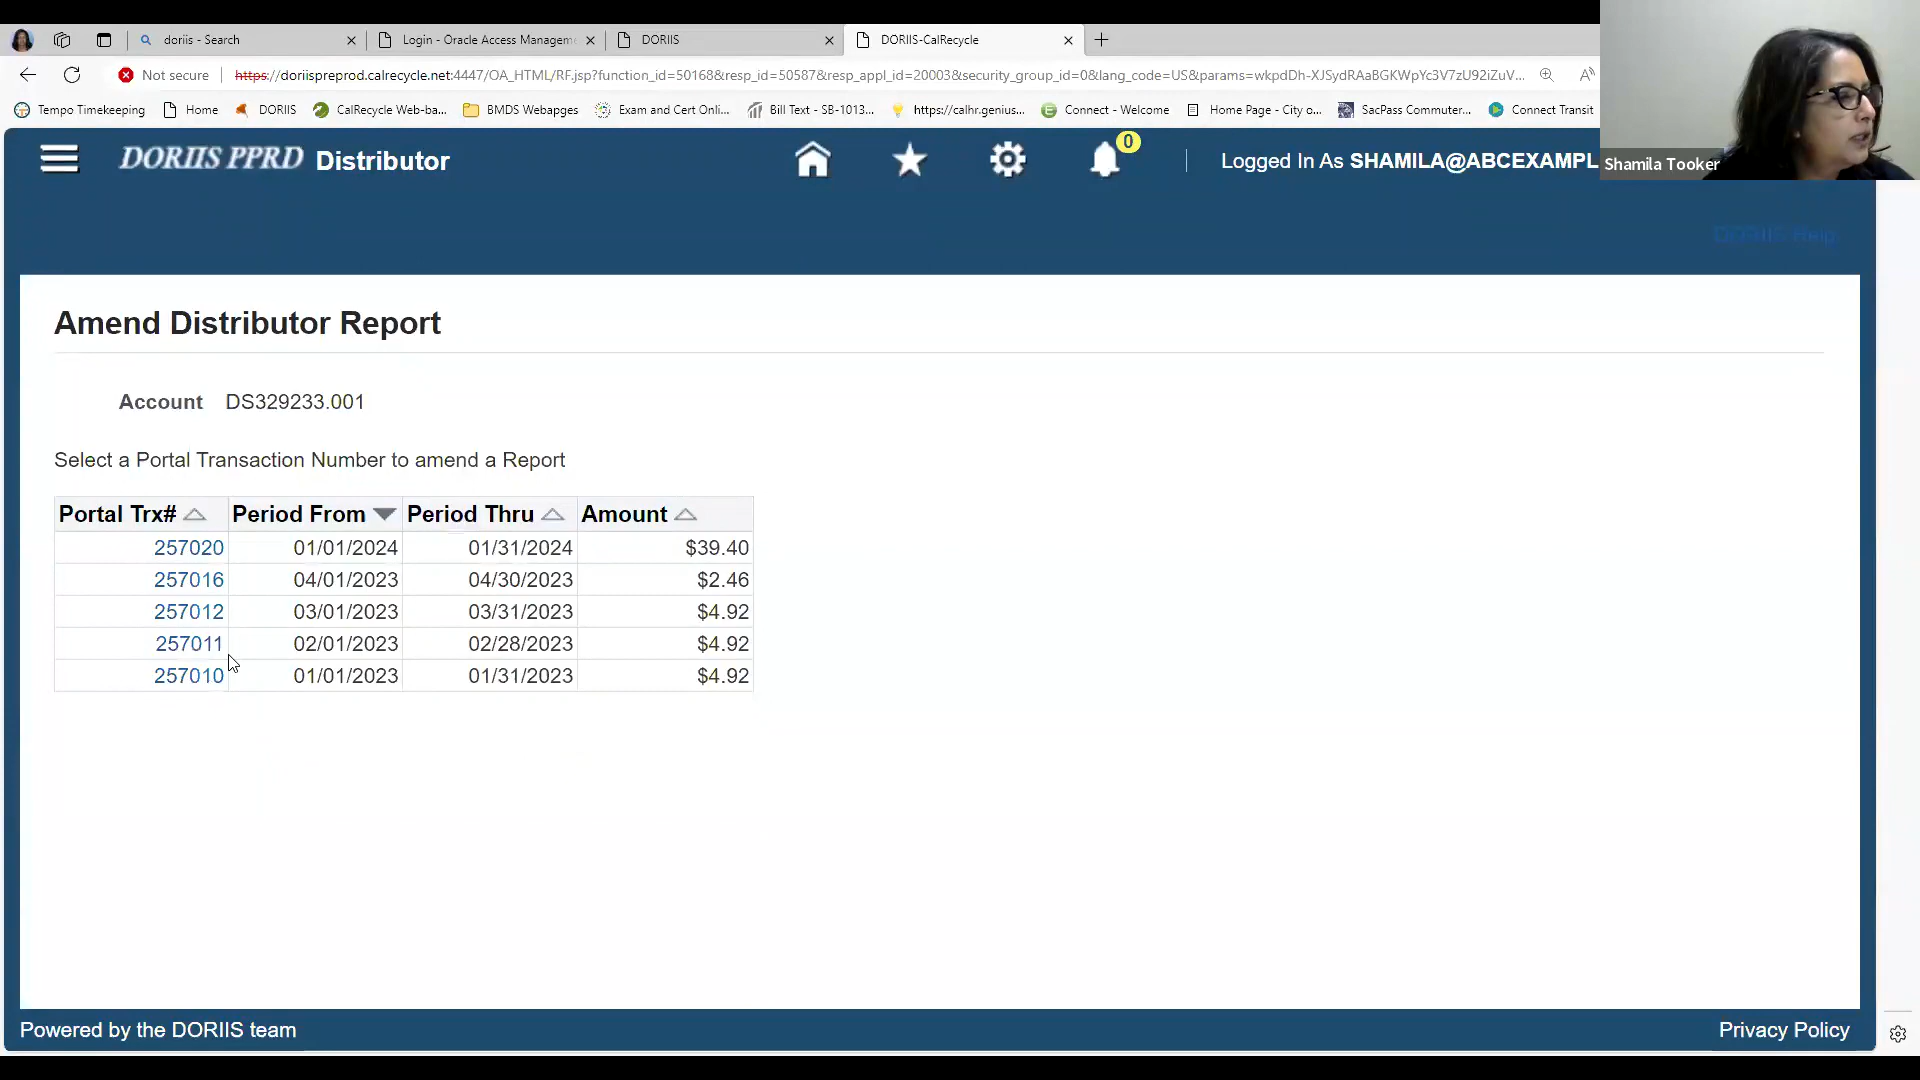 doriis - Search
Login - Oracle Access Managem
DORIIS
DORIIS-CalRecycle
Not secure
https://doriispreprod.calrecycle.net:4447/OA_HTML/RF.jsp?function_id=50168&resp_id=50587&resp_appl_id=20003&security_group_id=0&lang_code=US&params=wkpdDh-XJSydRAaBGKWpYc3V7zU92iZuV...
Tempo Timekeeping
Home
DORIIS
CalRecycle Web-ba...
BMDS Webapges
Exam and Cert Onli...
Bill Text - SB-1013...
https://calhr.genius...
Connect - Welcome
Home Page - City o...
SacPass Commuter...
Connect Transit
DORIIS PPRD Distributor
0
Logged In As SHAMILA@ABCEXAMPL
Shamila Tooker
DORIIS Help
Amend Distributor Report
Account DS329233.001
Select a Portal Transaction Number to amend a Report
Portal Trx# Period From Period Thru Amount
257020 01/01/2024 01/31/2024 $39.40
257016 04/01/2023 04/30/2023 $2.46
257012 03/01/2023 03/31/2023 $4.92
257011 02/01/2023 02/28/2023 $4.92
257010 01/01/2023 01/31/2023 $4.92
Powered by the DORIIS team
Privacy Policy